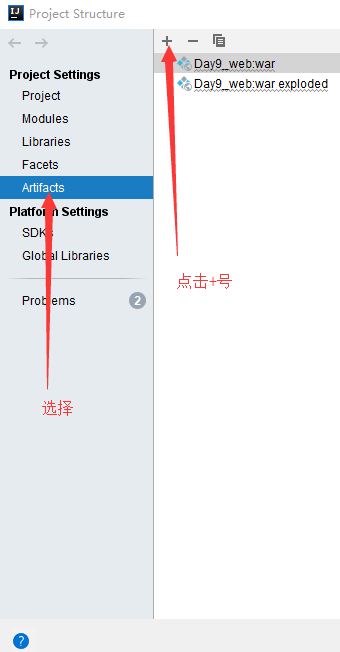 Project Structure
Project Settings
Project
Modules
Libraries
Facets
Artifacts
Platform Settings
SDKs
Global Libraries
Problems 2
Day9_web:war
Day9_web:war exploded
点击+号
选择
?